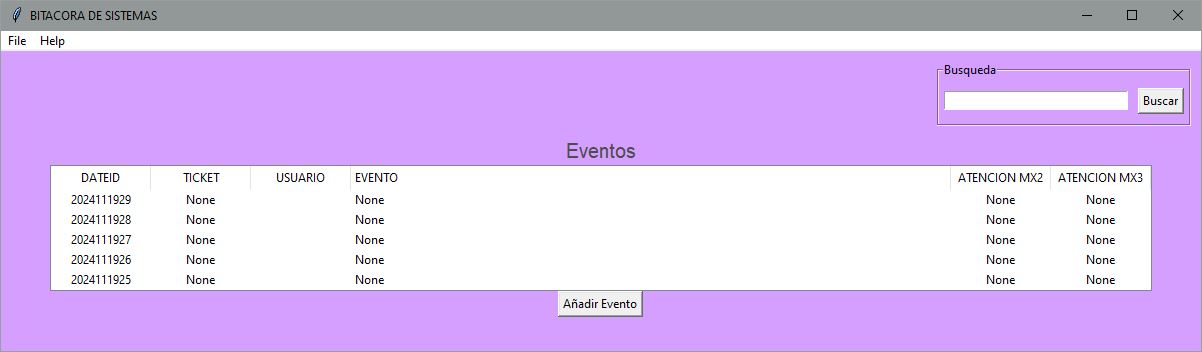 BITACORA DE SISTEMAS
File Help
Busqueda
Buscar
Eventos
DATEID TICKET USUARIO EVENTO ATENCION MX2 ATENCION MX3
2024111929 None None None None
2024111928 None None None None
2024111927 None None None None
2024111926 None None None None
2024111925 None None None None
Añadir Evento